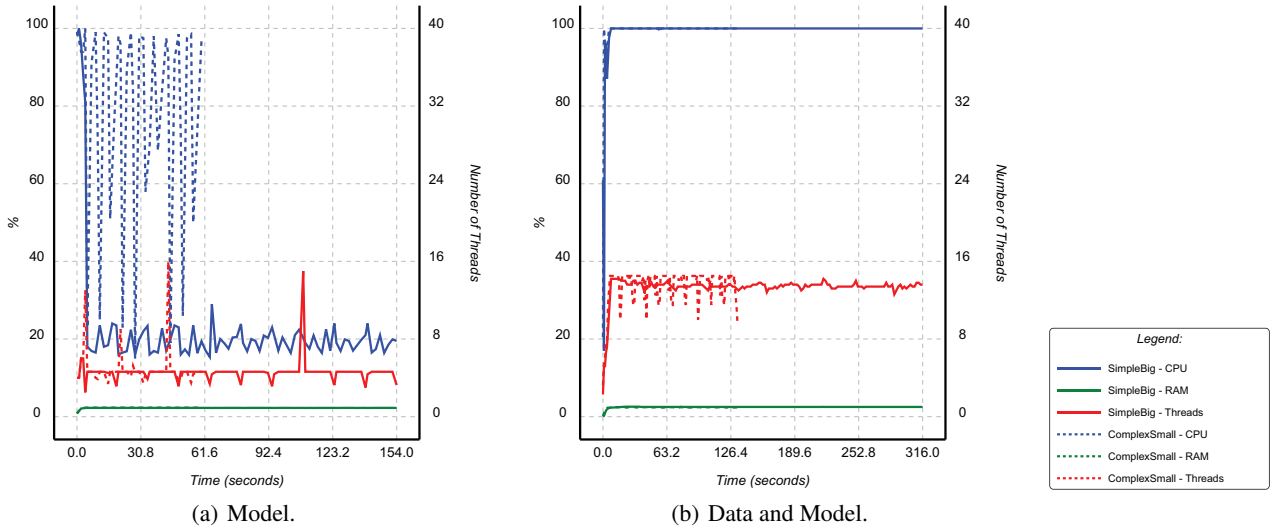 100
80
60
40
20
0
%
40
32
24
16
8
0
Number of Threads
0.0 30.8 61.6 92.4 123.2 154.0
Time (seconds)
(a) Model.
100
80
60
40
20
0
%
40
32
24
16
8
0
Number of Threads
0.0 63.2 126.4 189.6 252.8 316.0
Time (seconds)
(b) Data and Model.
Legend:
SimpleBig - CPU
SimpleBig - RAM
SimpleBig - Threads
ComplexSmall - CPU
ComplexSmall - RAM
ComplexSmall - Threads